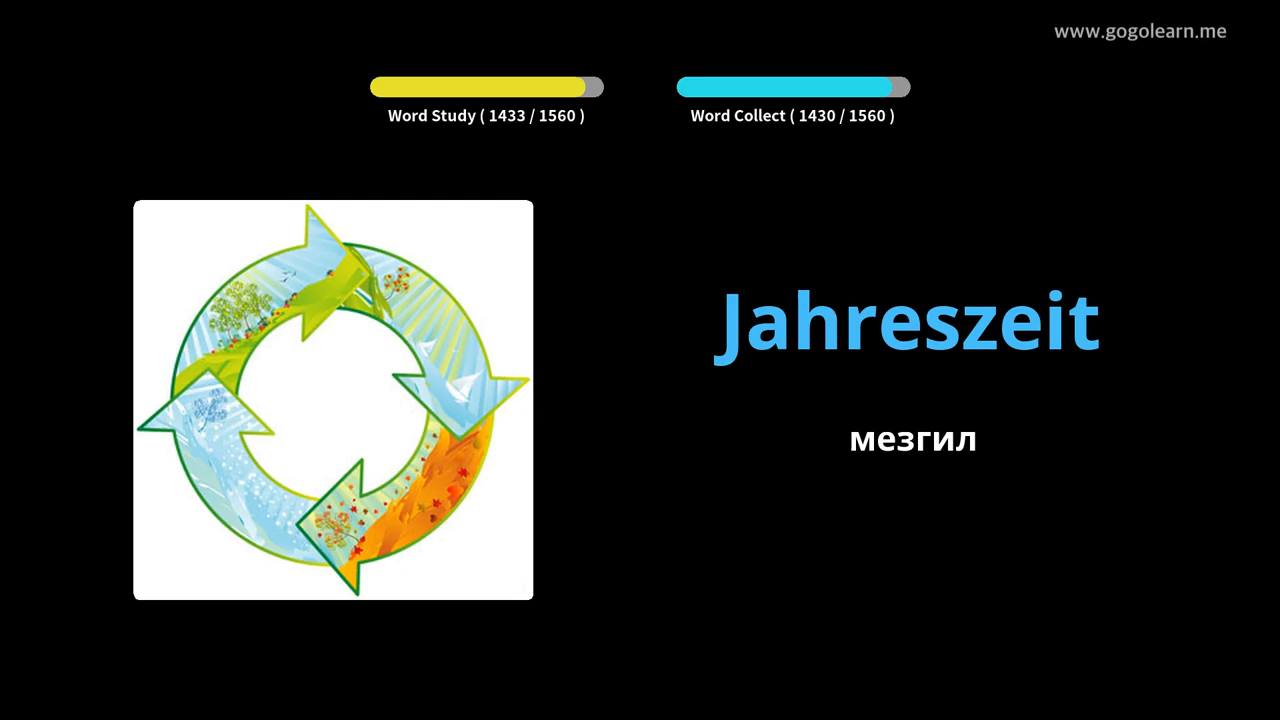 www.gogolearn.me
Word Study ( 1433 / 1560 )
Word Collect ( 1430 / 1560 )
Jahreszeit
мезгил